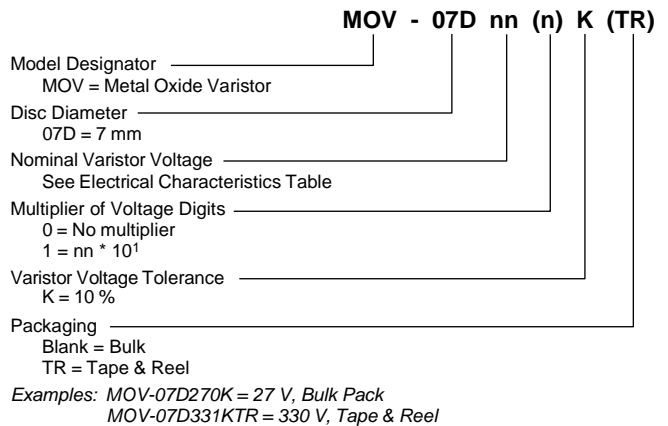 MOV - 07D nn (n) K (TR)
Model Designator
MOV = Metal Oxide Varistor
Disc Diameter
07D = 7 mm
Nominal Varistor Voltage
See Electrical Characteristics Table
Multiplier of Voltage Digits
0 = No multiplier
1 = nn * 10¹
Varistor Voltage Tolerance
K = 10 %
Packaging
Blank = Bulk
TR = Tape & Reel
Examples: MOV-07D270K = 27 V, Bulk Pack
MOV-07D331KTR = 330 V, Tape & Reel